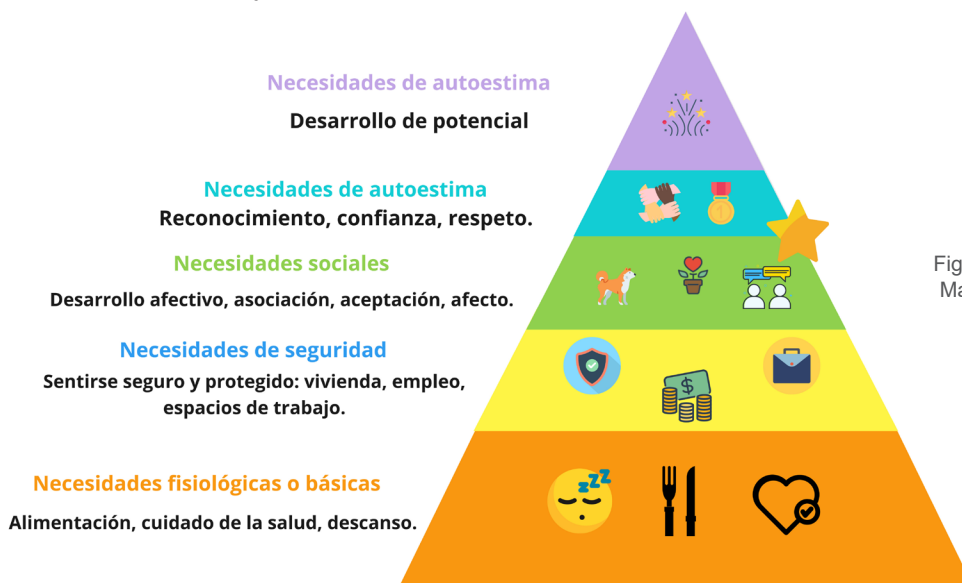 Necesidades de autoestima
Desarrollo de potencial
Necesidades de autoestima
Reconocimiento, confianza, respeto.
Necesidades sociales
Desarrollo afectivo, asociación, aceptación, afecto.
Necesidades de seguridad
Sentirse seguro y protegido: vivienda, empleo,
espacios de trabajo.
Necesidades fisiológicas o básicas
Alimentación, cuidado de la salud, descanso.
zzz
$